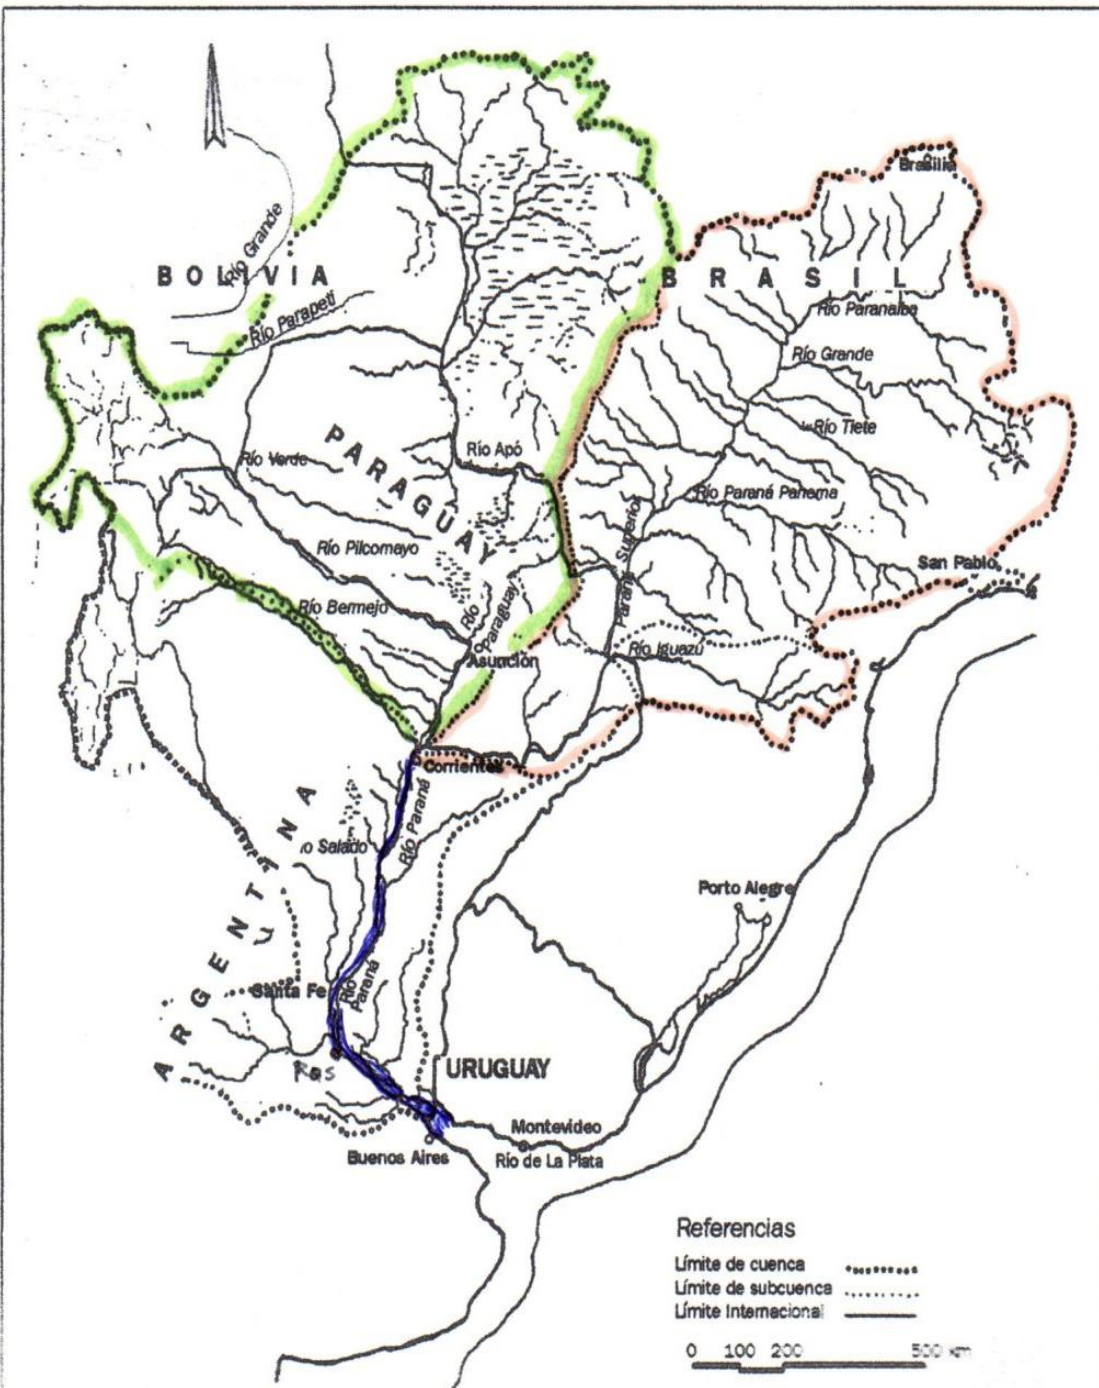 Brasilia
Río Grande
BOLIVIA
BRASIL
Río Parapetí
Río Paranaiba
Río Grande
Río Tiete
PARAGUAY
Río Apó
Río Verde
Río Paraná Panema
Paraná Superior
Río Pilcomayo
San Pablo
Río Bermejo
Río
Paraguay
Río Iguazú
Asunción
Corrientes
Río Paraná
ARGENTINA
o Salado
Porto Alegre
Santa Fe
Río
Paraná
Ros
URUGUAY
Montevideo
Buenos Aires
Río de La Plata
Referencias
Límite de cuenca
Límite de subcuenca
Límite Internacional
0 100 200 500 km